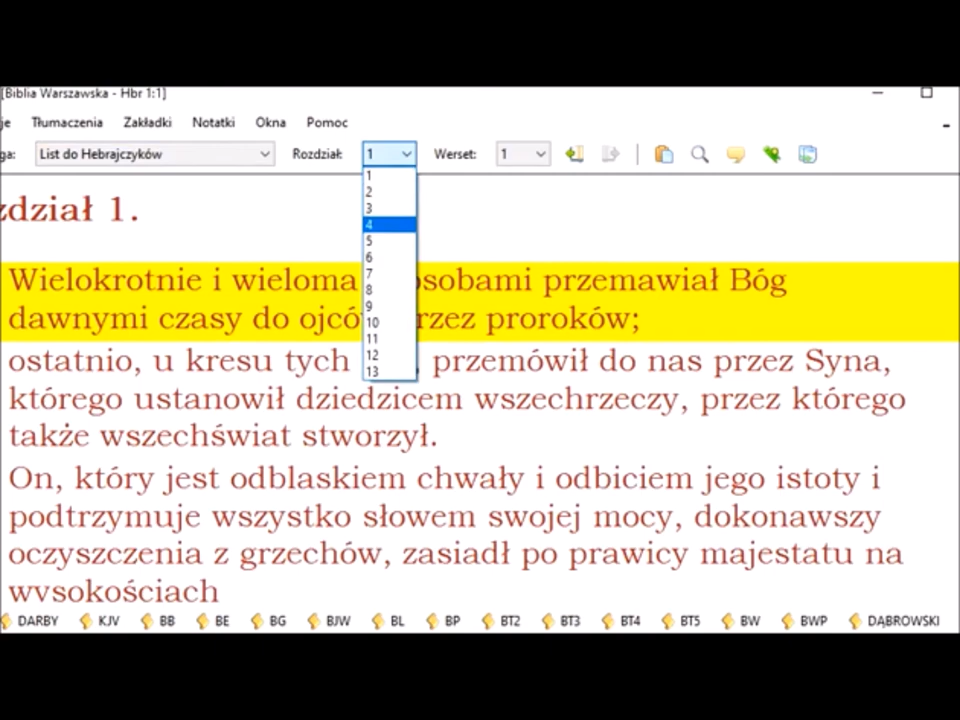 [Biblia Warszawska - Hbr 1:1]
je Tłumaczenia Zakładki Notatki Okna Pomoc
ga: List do Hebrajczyków Rozdział: 1 Werset: 1
1
2
3
4
5
6
7
8
9
10
11
12
13
zdział 1.
Wielokrotnie i wieloma osobami przemawiał Bóg
dawnymi czasy do ojcó rzez proroków;
ostatnio, u kresu tych , przemówił do nas przez Syna,
którego ustanowił dziedzicem wszechrzeczy, przez którego
także wszechświat stworzył.
On, który jest odblaskiem chwały i odbiciem jego istoty i
podtrzymuje wszystko słowem swojej mocy, dokonawszy
oczyszczenia z grzechów, zasiadł po prawicy majestatu na
wysokościach
DARBY KJV BB BE BG BJW BL BP BT2 BT3 BT4 BT5 BW BWP DĄBROWSKI